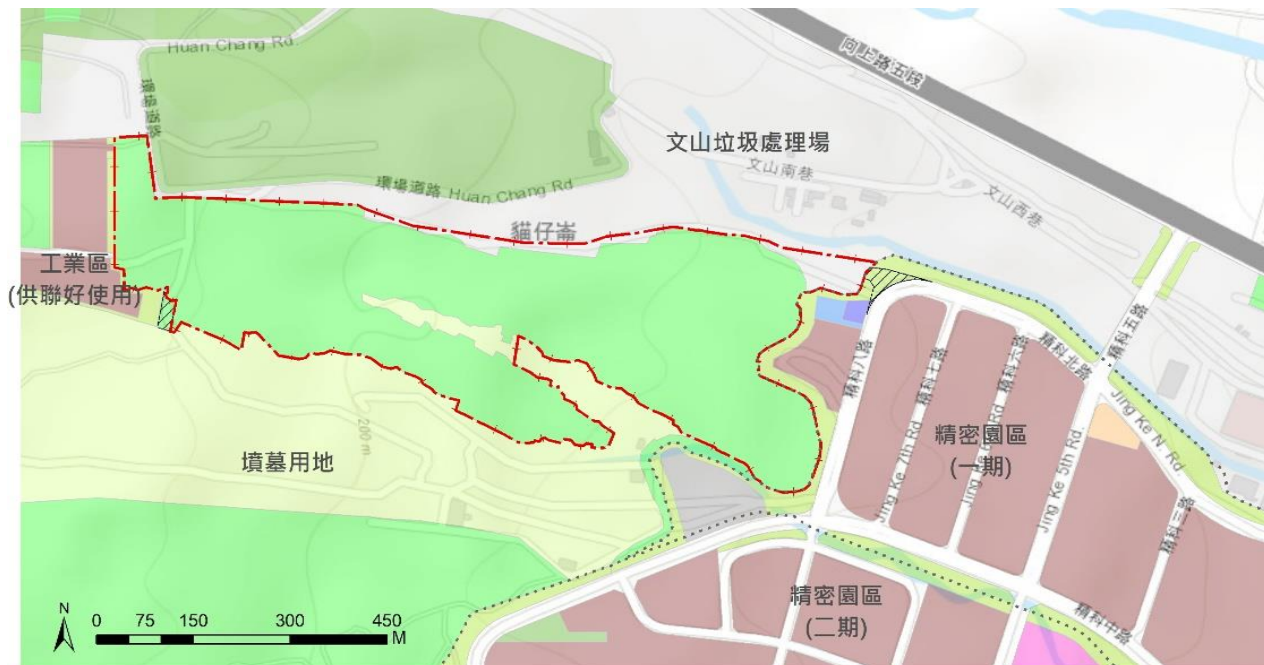 Huan Chang Rd.
向上路五段
環場道路
文山垃圾處理場
文山南巷
環場道路 Huan Chang Rd
文山西巷
貓仔崙
工業區
(供聯好使用)
精科八路
精科七路
Jing Ke 7th Rd
精科六路
精科北路
精科五路
Jing Ke 5th Rd.
Jing Ke N Rd
精密園區
(一期)
200 m
墳墓用地
精科三路
精密園區
(二期)
精科中路
N
0 75 150 300 450
M